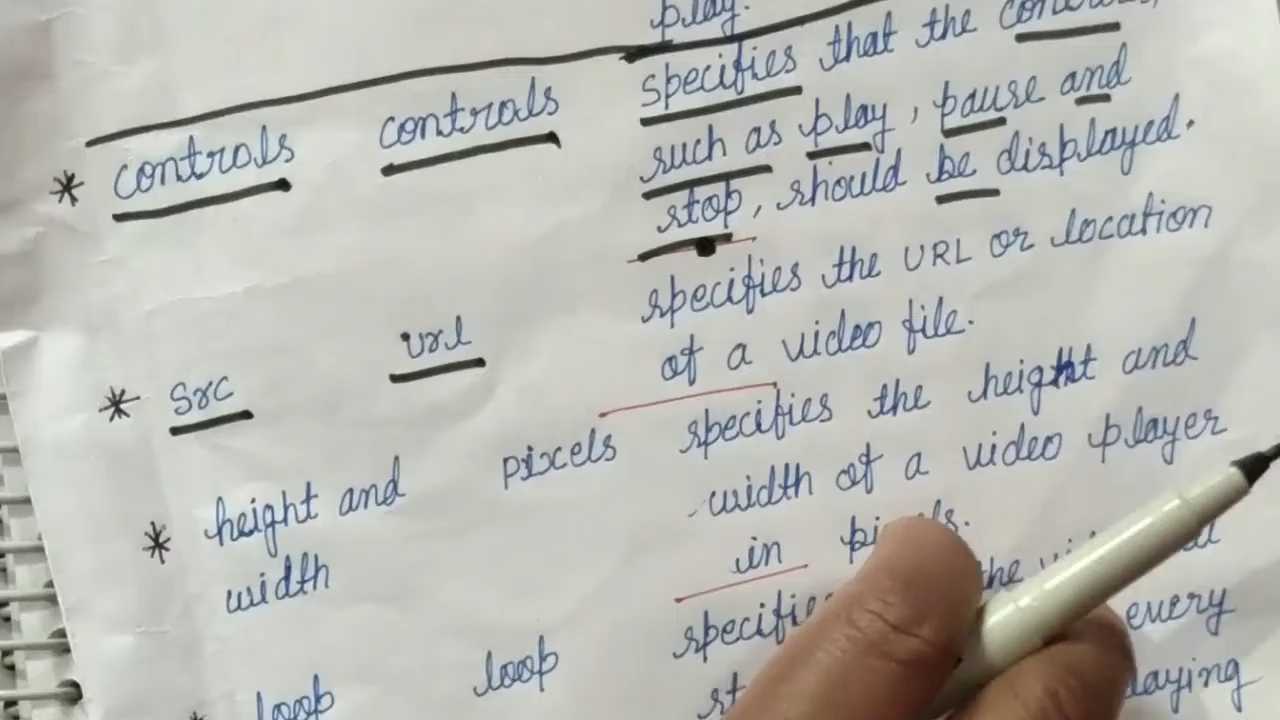 play.
* controls controls specifies that the
such as play, pause and
stop, should be displayed.
* src url specifies the URL or location
of a video file.
* height and pixels specifies the height and
width width of a video player
in
loop loop the
st every